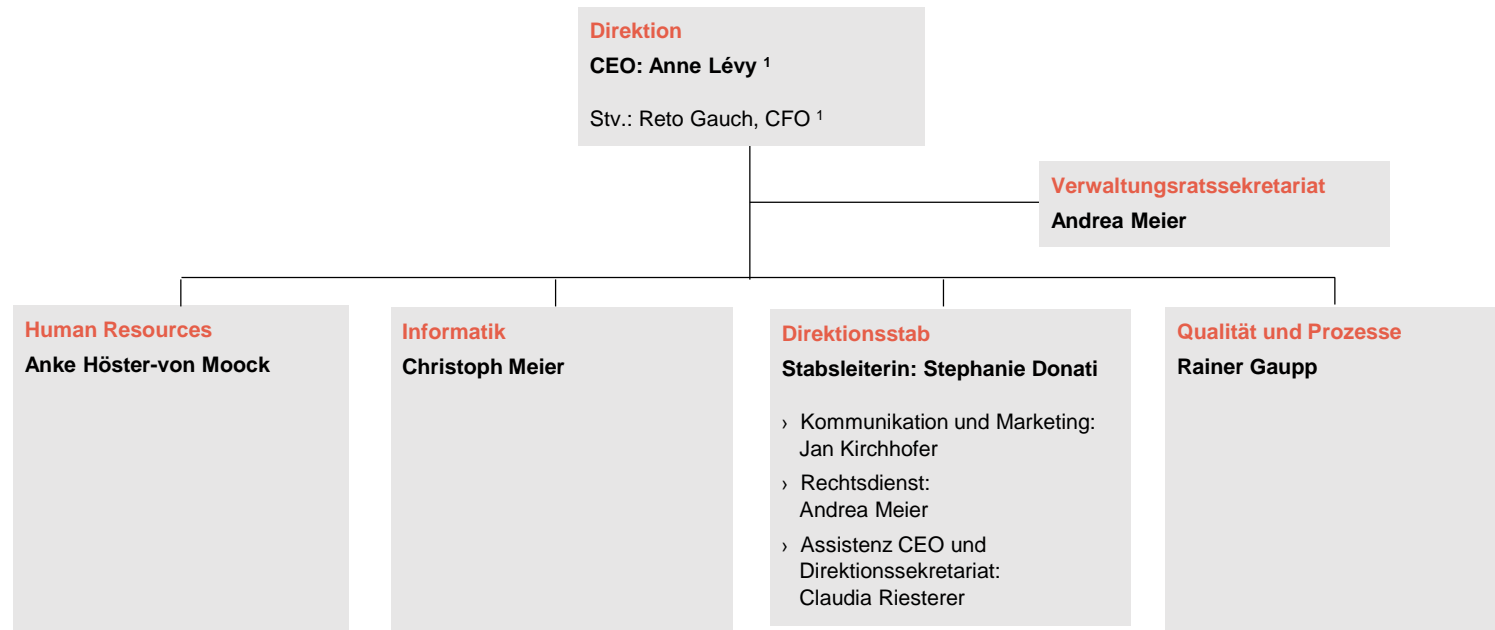 Direktion
CEO: Anne Lévy ¹
Stv.: Reto Gauch, CFO ¹
Verwaltungsratssekretariat
Andrea Meier
Human Resources
Anke Höster-von Moock
Informatik
Christoph Meier
Direktionsstab
Stabsleiterin: Stephanie Donati
› Kommunikation und Marketing:
Jan Kirchhofer
› Rechtsdienst:
Andrea Meier
› Assistenz CEO und
Direktionssekretariat:
Claudia Riesterer
Qualität und Prozesse
Rainer Gaupp